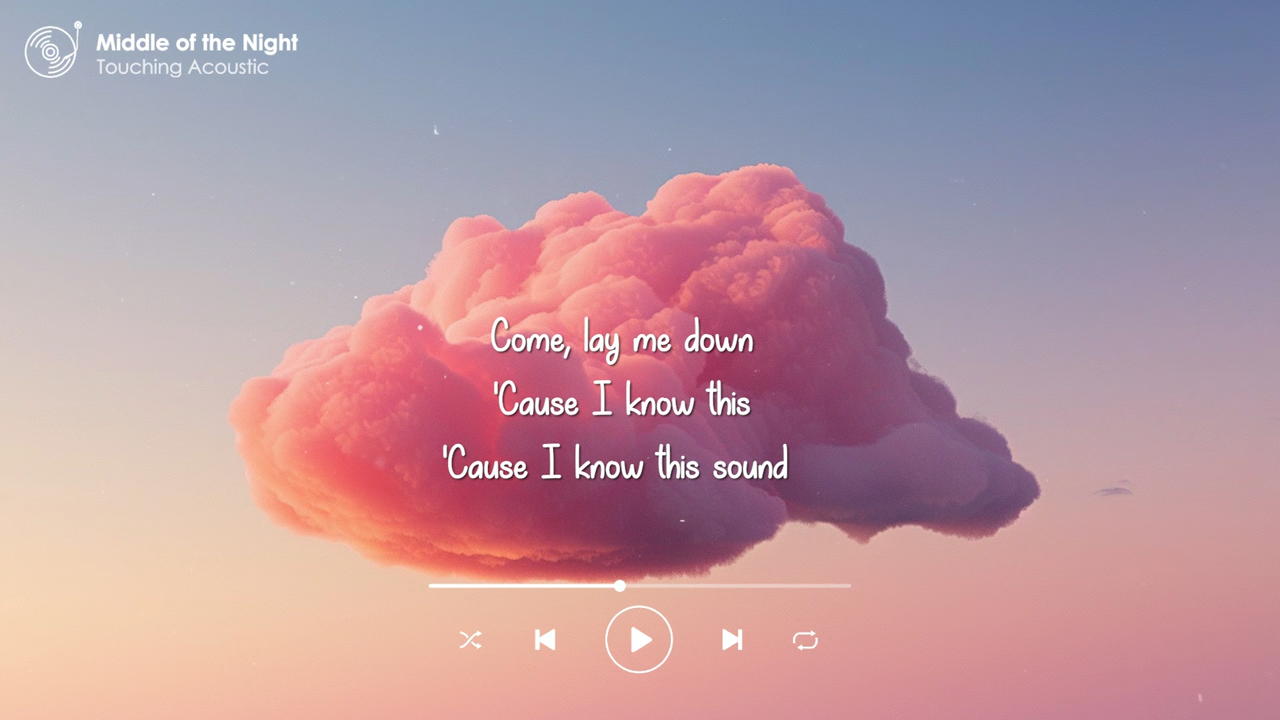 Middle of the Night
Touching Acoustic
Come, lay me down
'Cause I know this
'Cause I know this sound